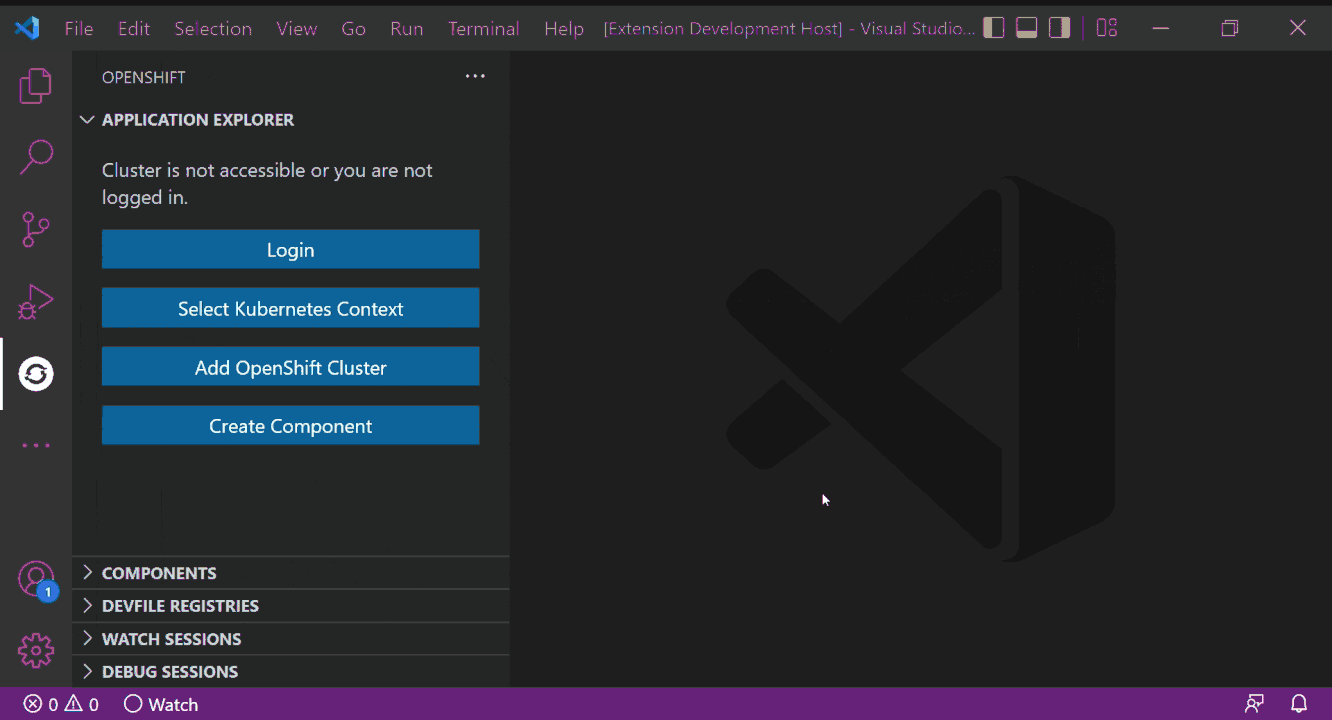 File Edit Selection View Go Run Terminal Help [Extension Development Host] - Visual Studio...
OPENSHIFT
APPLICATION EXPLORER
Cluster is not accessible or you are not
logged in.
Login
Select Kubernetes Context
Add OpenShift Cluster
Create Component
COMPONENTS
1
DEVFILE REGISTRIES
WATCH SESSIONS
DEBUG SESSIONS
0 0 Watch